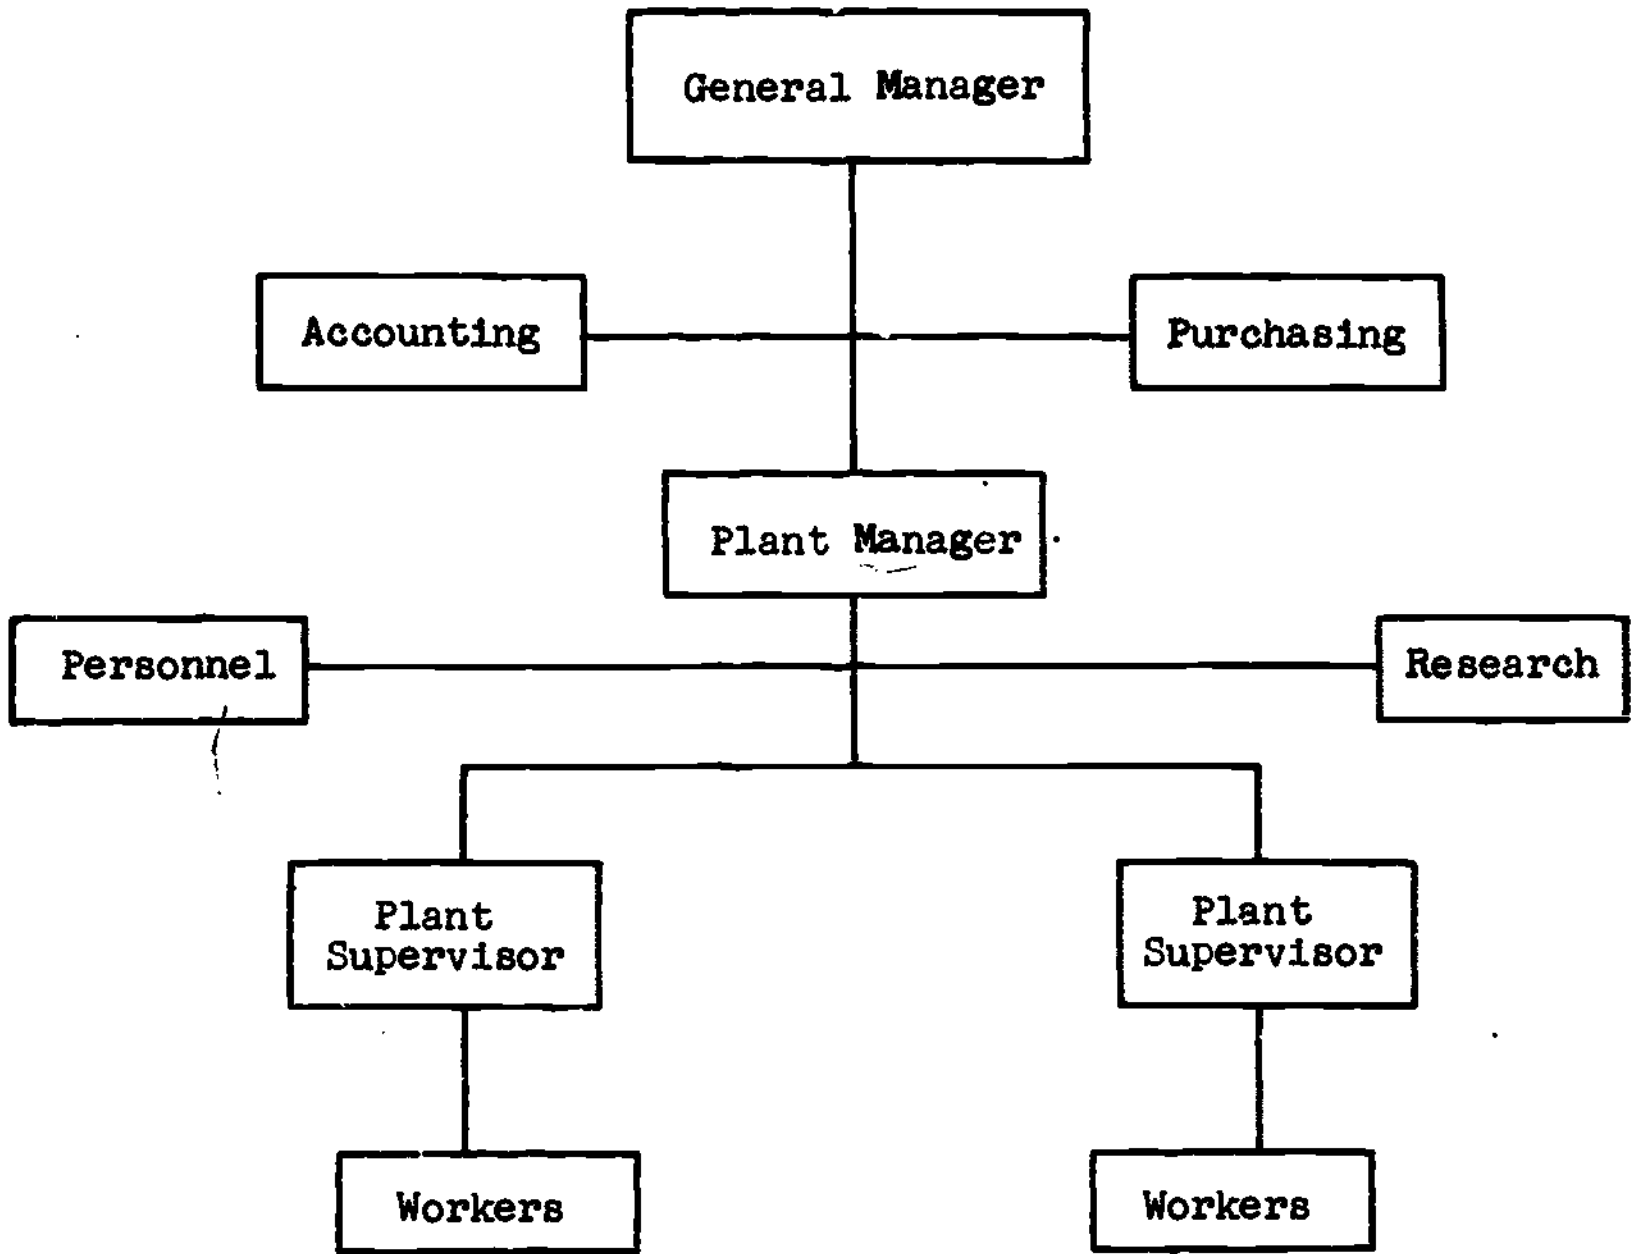 General Manager
Accounting
Purchasing
Plant Manager
Personnel
Research
Plant
Supervisor
Plant
Supervisor
Workers
Workers